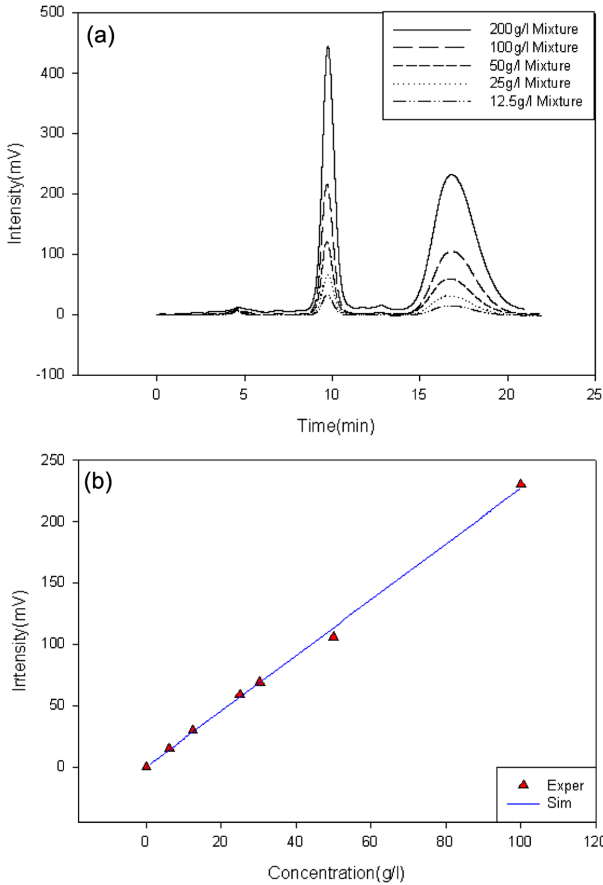 (a)
200g/l Mixture
100g/l Mixture
50g/l Mixture
25g/l Mixture
12.5g/l Mixture
500
400
300
200
100
0
-100
Intensity(mV)
0 5 10 15 20 25
Time(min)
(b)
250
200
150
100
50
0
Intensity(mV)
Exper
Sim
0 20 40 60 80 100 120
Concentration(g/l)